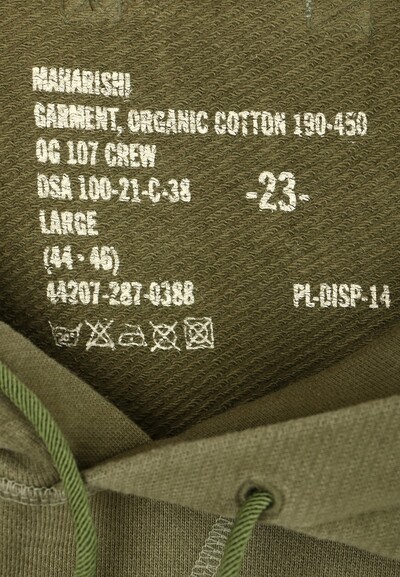 MAHARISHI
GARMENT, ORGANIC COTTON 190-450
OG 107 CREW
DSA 100-21-C-38
-23-
LARGE
(44 - 46)
44207-287-0388 PL-DISP-14